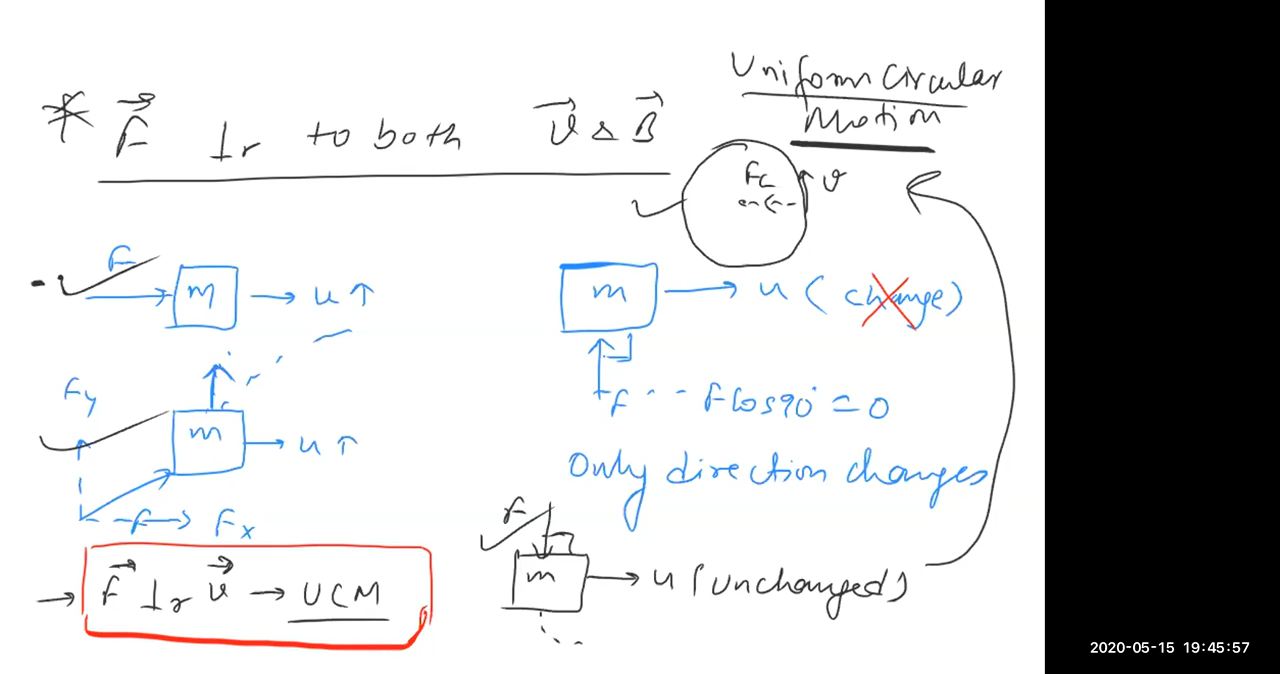 Uniform Circular
Motion
* F⃗ ⊥r to both v⃗ & B⃗
Fc
v
F
m
u ↑
m
u (change)
Fy
m
u ↑
F
F cos 90° = 0
Only direction changes
F
Fx
F
m
u (unchanged)
→ F⃗ ⊥r v⃗ → UCM
2020-05-15 19:45:57